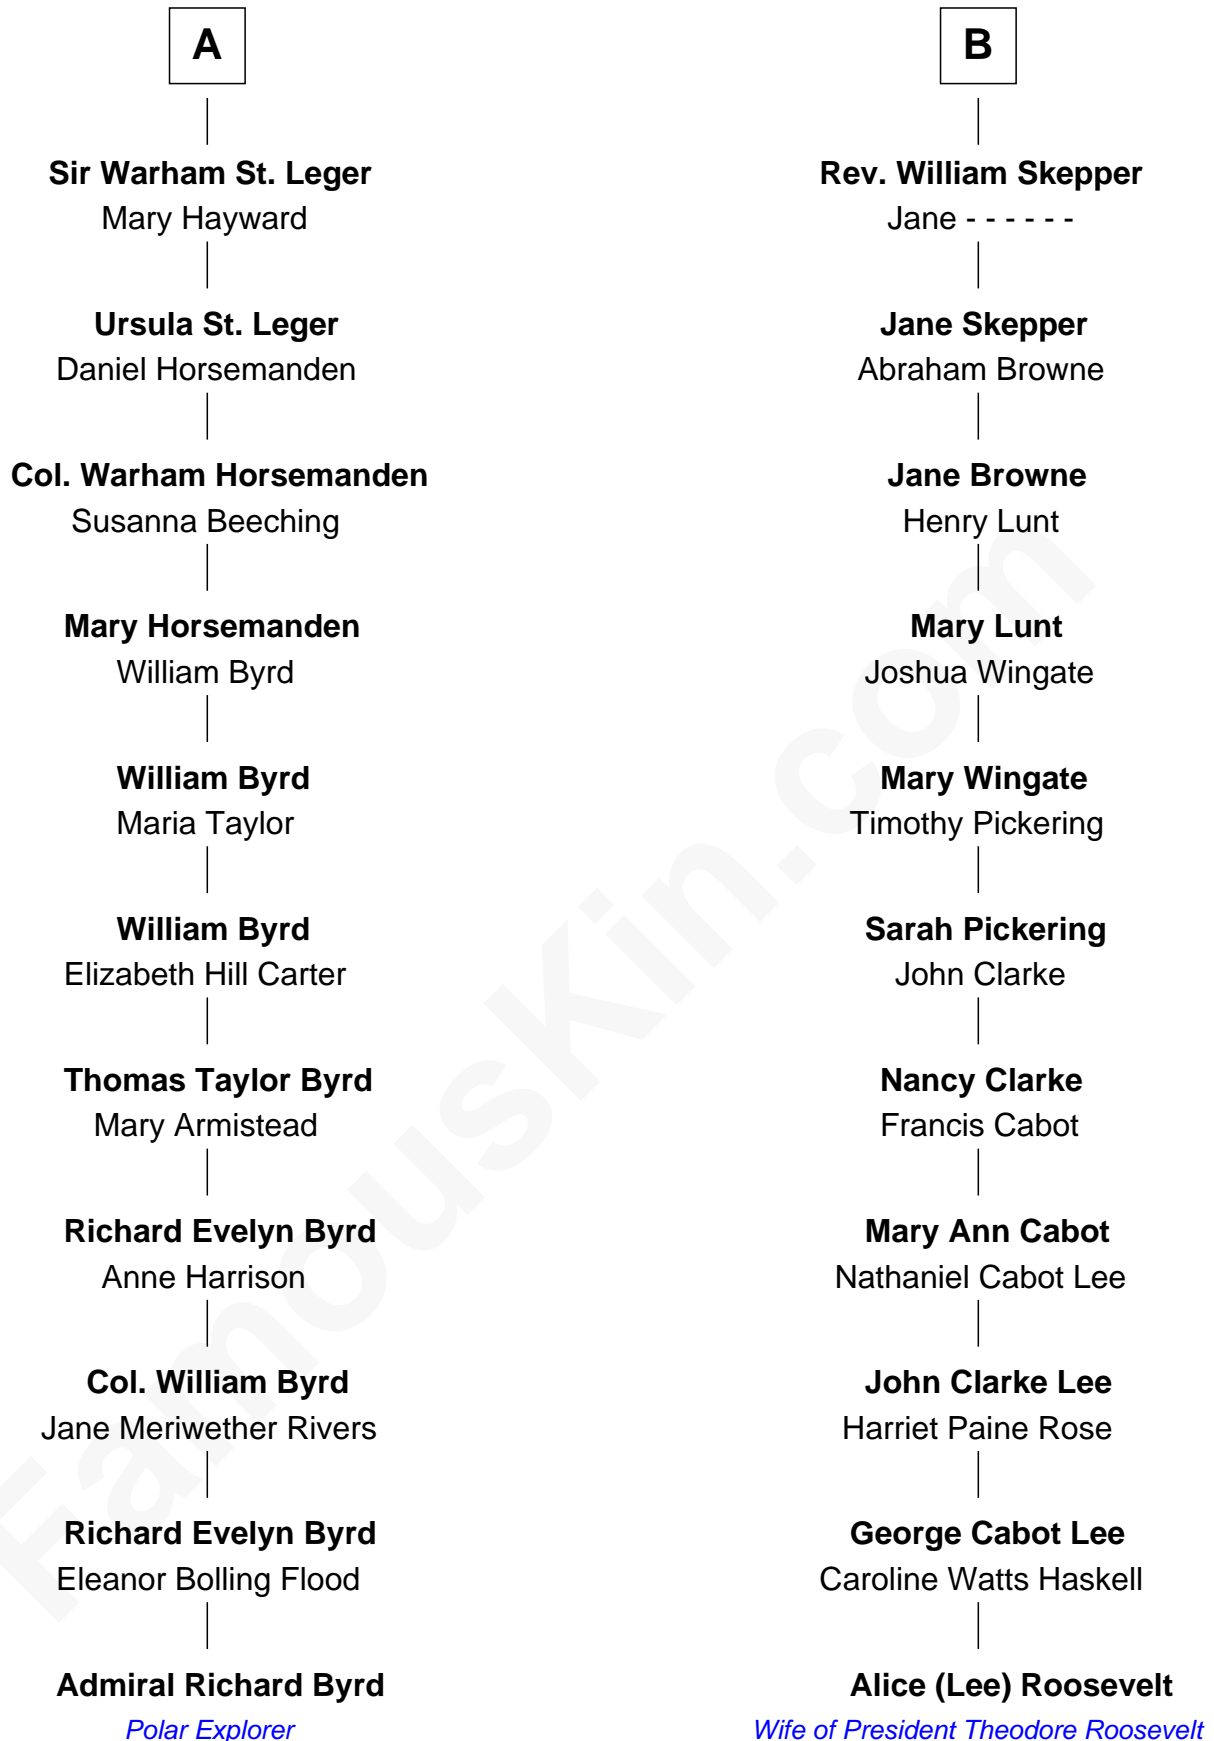 A
Sir Warham St. Leger
Mary Hayward
Ursula St. Leger
Daniel Horsemanden
Col. Warham Horsemanden
Susanna Beeching
Mary Horsemanden
William Byrd
William Byrd
Maria Taylor
William Byrd
Elizabeth Hill Carter
Thomas Taylor Byrd
Mary Armistead
Richard Evelyn Byrd
Anne Harrison
Col. William Byrd
Jane Meriwether Rivers
Richard Evelyn Byrd
Eleanor Bolling Flood
Admiral Richard Byrd
Polar Explorer
B
Rev. William Skepper
Jane - - - - - -
Jane Skepper
Abraham Browne
Jane Browne
Henry Lunt
Mary Lunt
Joshua Wingate
Mary Wingate
Timothy Pickering
Sarah Pickering
John Clarke
Nancy Clarke
Francis Cabot
Mary Ann Cabot
Nathaniel Cabot Lee
John Clarke Lee
Harriet Paine Rose
George Cabot Lee
Caroline Watts Haskell
Alice (Lee) Roosevelt
Wife of President Theodore Roosevelt
FamousKin.com